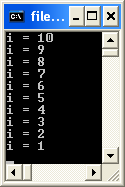 file...
i = 10
i = 9
i = 8
i = 7
i = 6
i = 5
i = 4
i = 3
i = 2
i = 1